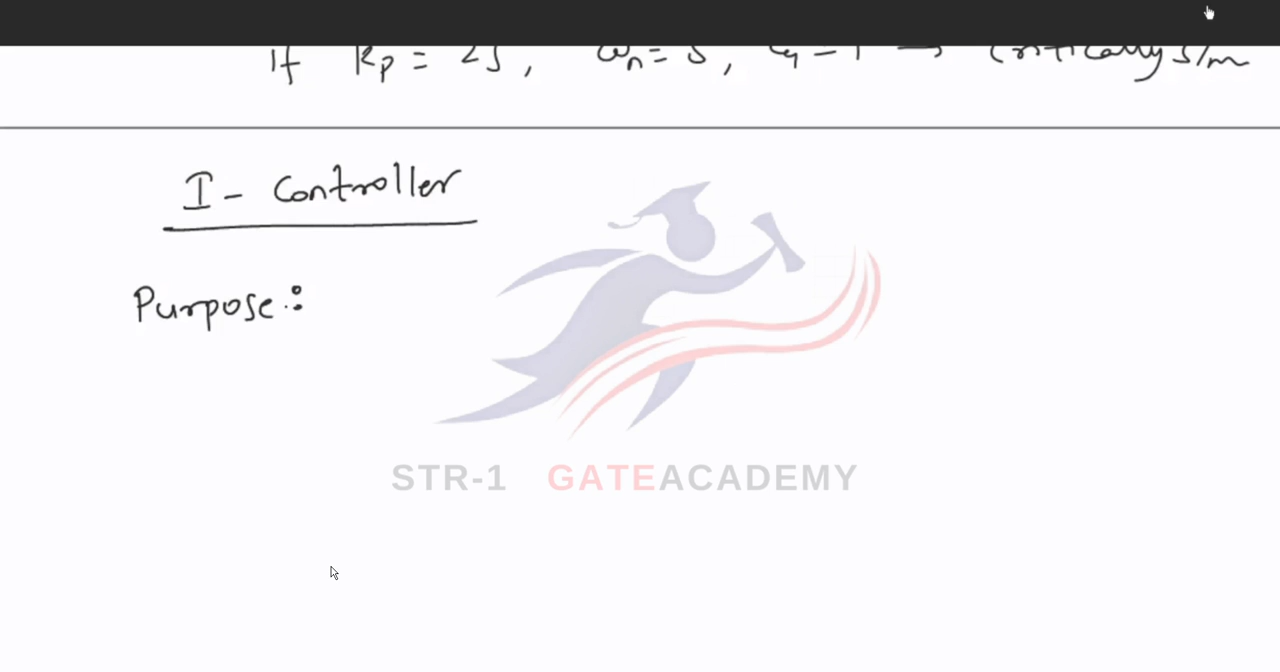 If Kp = 25, ωn = 5, ξ = 1 → Critically s/m
I - Controller
Purpose :
STR-1 GATEACADEMY